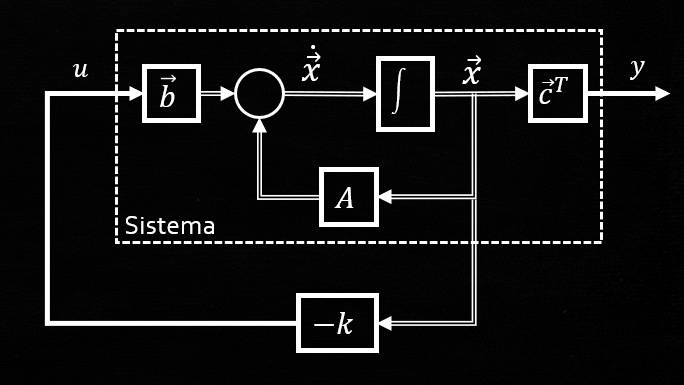 u
b⃗
ẋ⃗
∫
x⃗
c⃗ᵀ
y
A
Sistema
−k